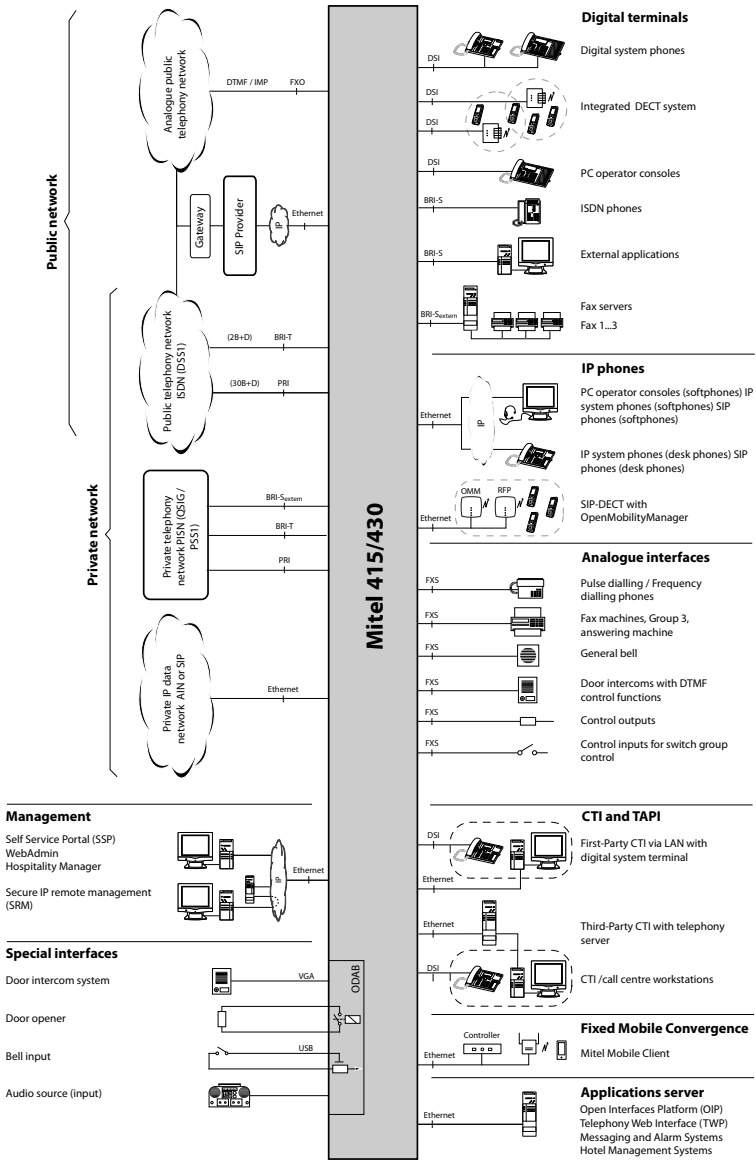 Public network
Analogue public
telephony network
DTMF / IMP
FXO
Gateway
SIP Provider
IP
Ethernet
Public telephony network
ISDN (DSS1)
(2B+D)
BRI-T
(30B+D)
PRI
Private network
Private telephony
network PISN (QSIG /
PSS1)
BRI-Sextern
BRI-T
PRI
Private IP data
network AIN or SIP
Ethernet
Management
Self Service Portal (SSP)
WebAdmin
Hospitality Manager
Secure IP remote management
(SRM)
IP
Ethernet
Special interfaces
Door intercom system
VGA
Door opener
Bell input
USB
Audio source (input)
ODAB
Mitel 415/430
Digital terminals
DSI
Digital system phones
DSI
Integrated DECT system
DSI
DSI
PC operator consoles
BRI-S
ISDN phones
BRI-S
External applications
BRI-Sextern
Fax servers
Fax 1...3
IP phones
Ethernet
IP
PC operator consoles (softphones) IP
system phones (softphones) SIP
phones (softphones)
IP system phones (desk phones) SIP
phones (desk phones)
Ethernet
OMM
RFP
SIP-DECT with
OpenMobilityManager
Analogue interfaces
FXS
Pulse dialling / Frequency
dialling phones
FXS
Fax machines, Group 3,
answering machine
FXS
General bell
FXS
Door intercoms with DTMF
control functions
FXS
Control outputs
FXS
Control inputs for switch group
control
CTI and TAPI
DSI
First-Party CTI via LAN with
digital system terminal
Ethernet
Ethernet
Third-Party CTI with telephony
server
DSI
CTI /call centre workstations
Fixed Mobile Convergence
Ethernet
Controller
Mitel Mobile Client
Applications server
Ethernet
Open Interfaces Platform (OIP)
Telephony Web Interface (TWP)
Messaging and Alarm Systems
Hotel Management Systems